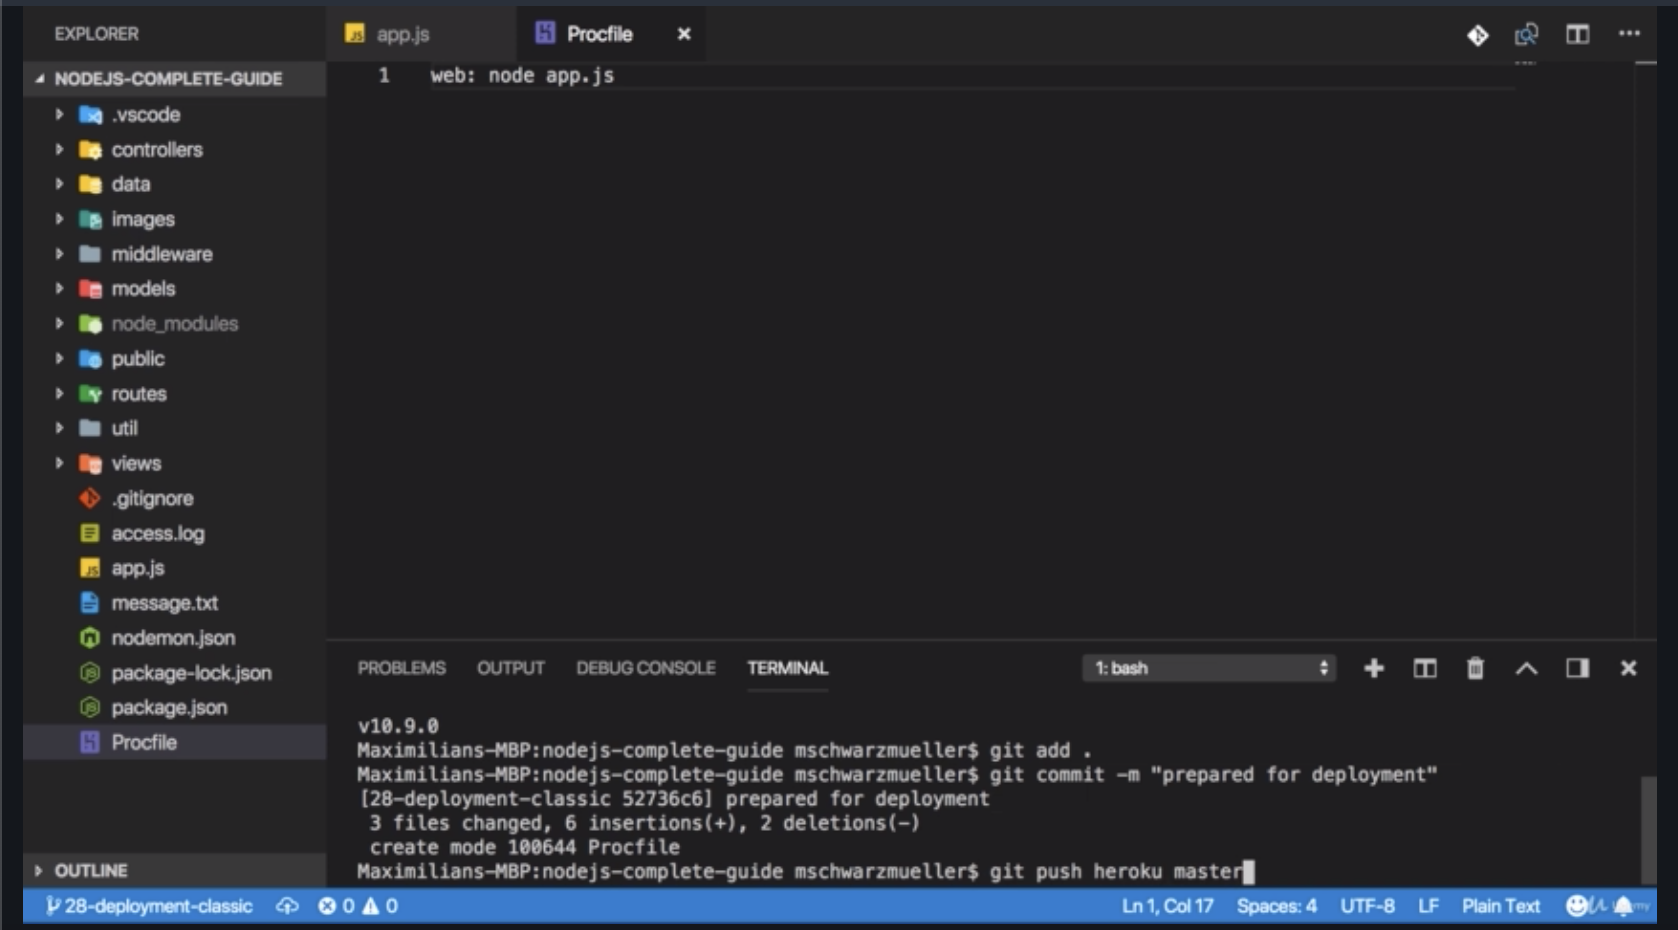 EXPLORER
app.js
Procfile
NODEJS-COMPLETE-GUIDE
.vscode
controllers
data
images
middleware
models
node_modules
public
routes
util
views
.gitignore
access.log
app.js
message.txt
nodemon.json
package-lock.json
package.json
Procfile
OUTLINE
1 web: node app.js
PROBLEMS OUTPUT DEBUG CONSOLE TERMINAL 1: bash
v10.9.0
Maximilians-MBP:nodejs-complete-guide mschwarzmueller$ git add .
Maximilians-MBP:nodejs-complete-guide mschwarzmueller$ git commit -m "prepared for deployment"
[28-deployment-classic 52736c6] prepared for deployment
3 files changed, 6 insertions(+), 2 deletions(-)
create mode 100644 Procfile
Maximilians-MBP:nodejs-complete-guide mschwarzmueller$ git push heroku master
28-deployment-classic 0 0 Ln 1, Col 17 Spaces: 4 UTF-8 LF Plain Text